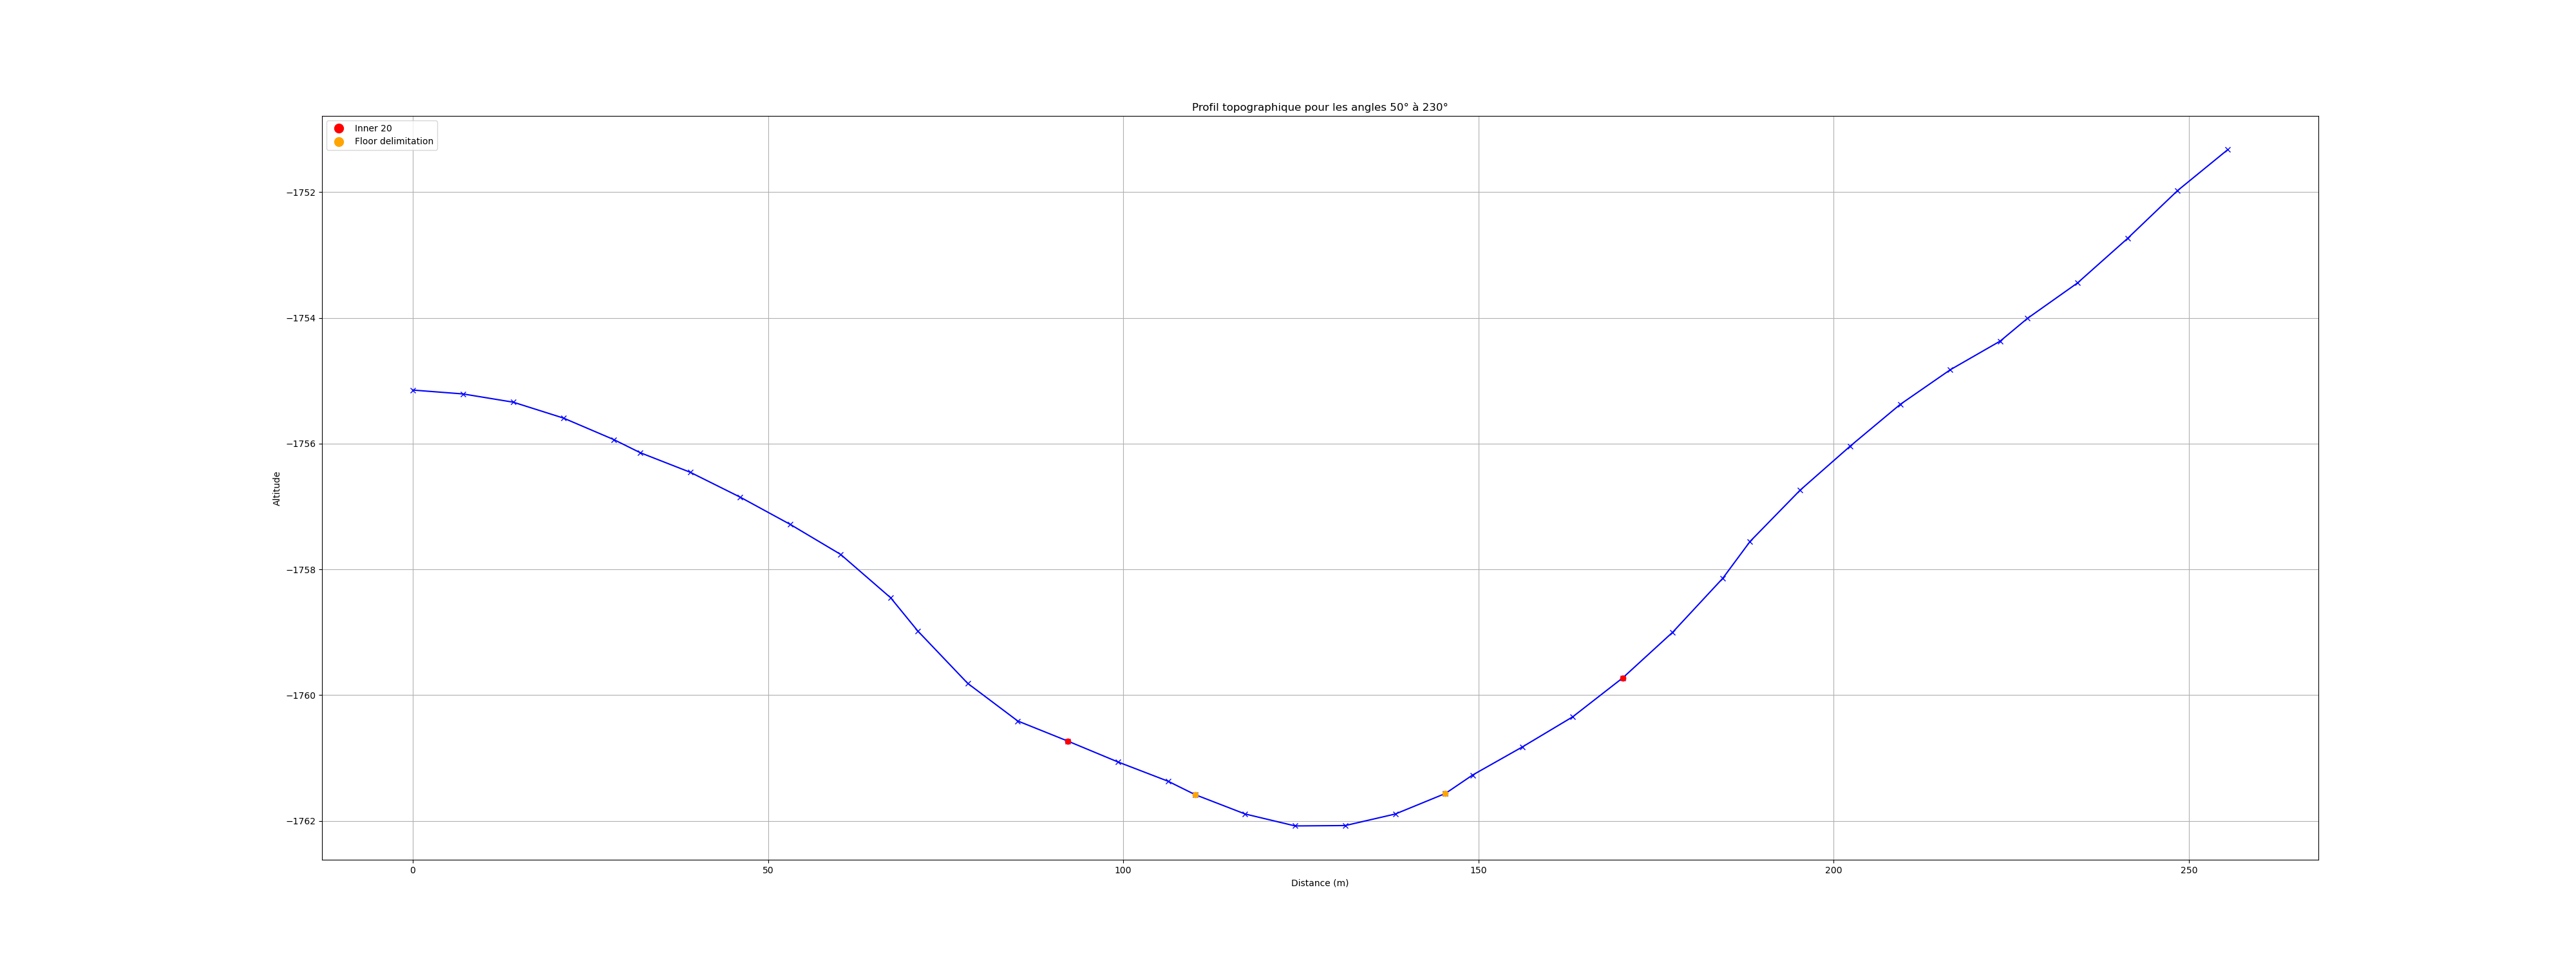 Profil topographique pour les angles 50° à 230°
Inner 20
Floor delimitation
−1752
−1754
−1756
−1758
−1760
−1762
Altitude
0
50
100
150
200
250
Distance (m)